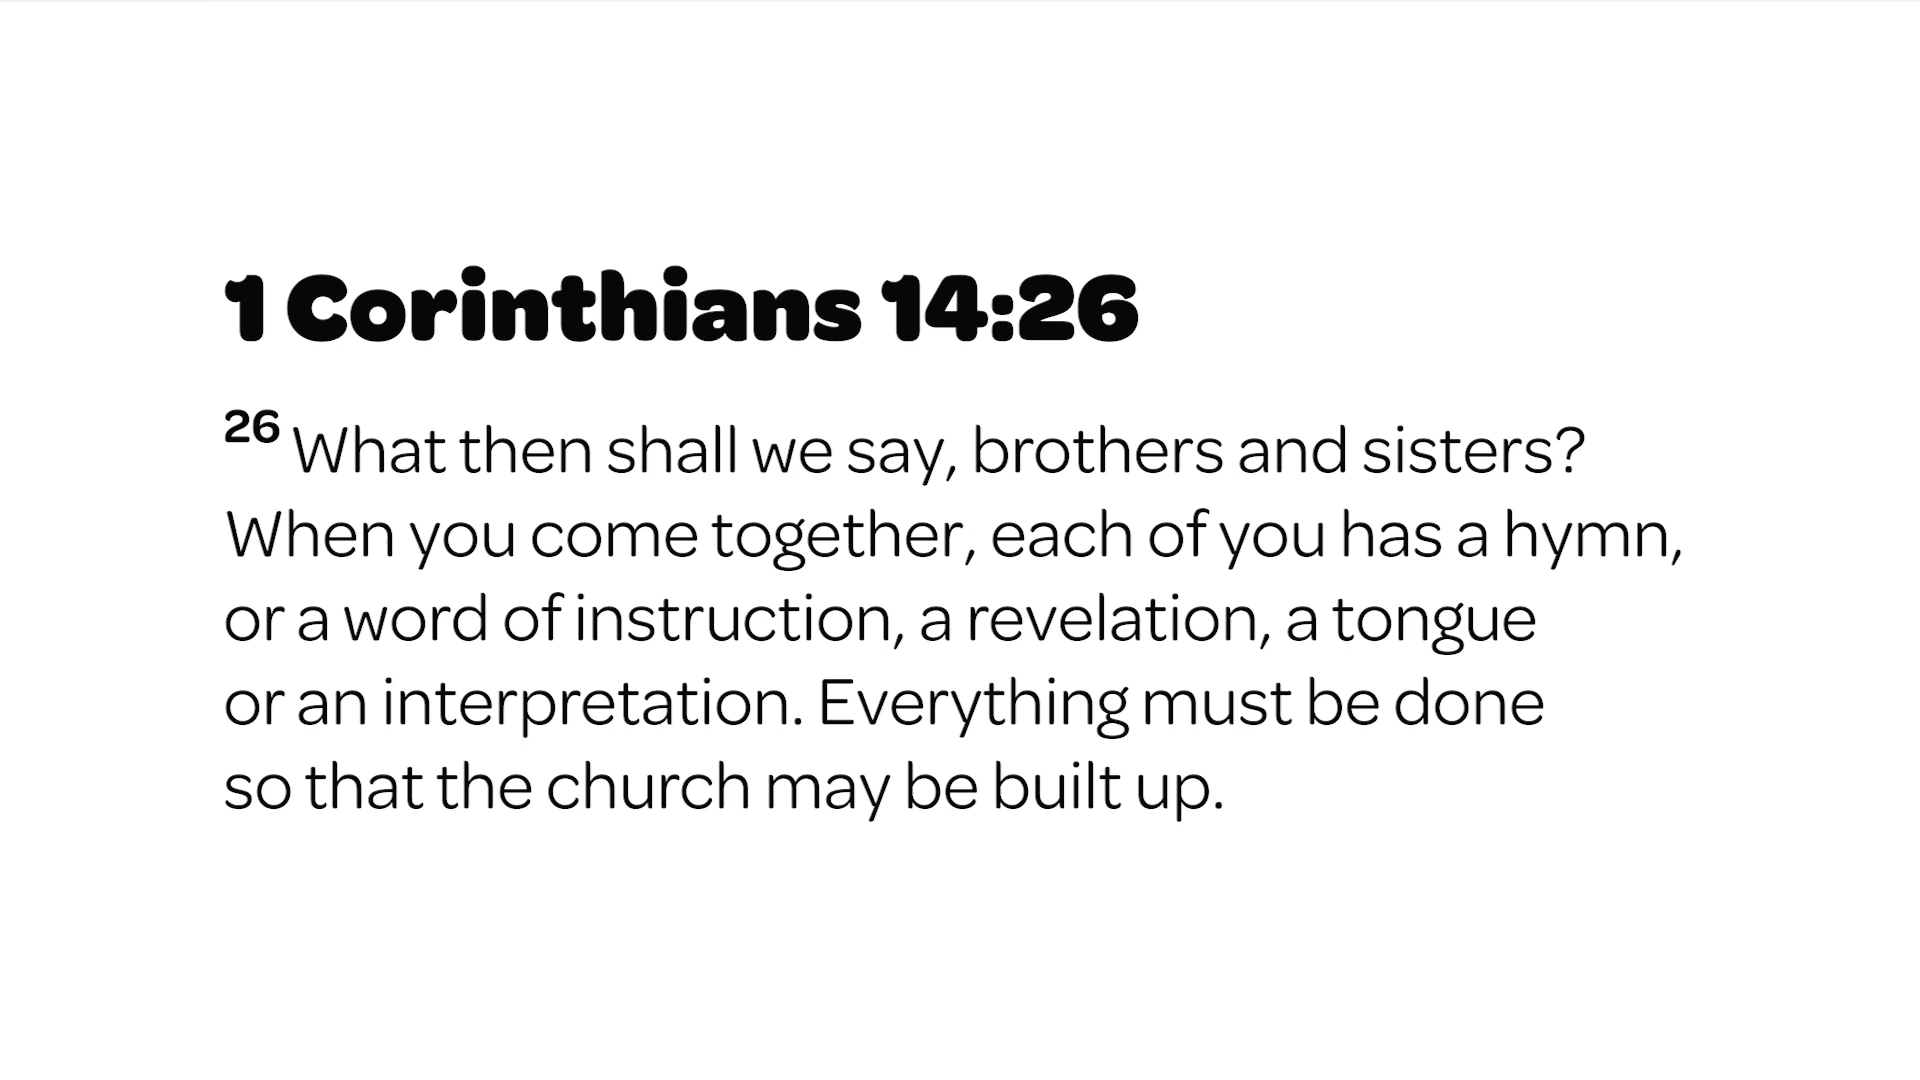 1 Corinthians 14:26
26 What then shall we say, brothers and sisters?
When you come together, each of you has a hymn,
or a word of instruction, a revelation, a tongue
or an interpretation. Everything must be done
so that the church may be built up.